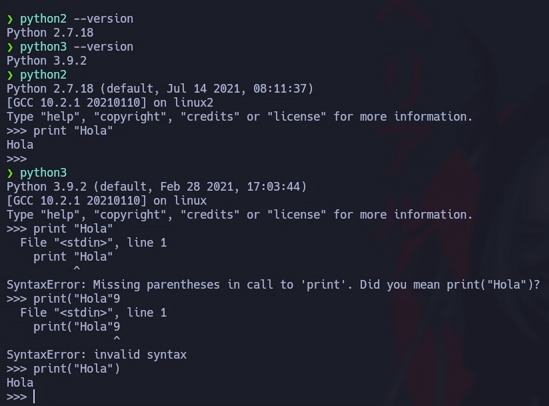 ❯ python2 --version
Python 2.7.18
❯ python3 --version
Python 3.9.2
❯ python2
Python 2.7.18 (default, Jul 14 2021, 08:11:37)
[GCC 10.2.1 20210110] on linux2
Type "help", "copyright", "credits" or "license" for more information.
>>> print "Hola"
Hola
>>>
❯ python3
Python 3.9.2 (default, Feb 28 2021, 17:03:44)
[GCC 10.2.1 20210110] on linux
Type "help", "copyright", "credits" or "license" for more information.
>>> print "Hola"
  File "<stdin>", line 1
    print "Hola"
          ^
SyntaxError: Missing parentheses in call to 'print'. Did you mean print("Hola")?
>>> print("Hola"9
  File "<stdin>", line 1
    print("Hola"9
                ^
SyntaxError: invalid syntax
>>> print("Hola")
Hola
>>>